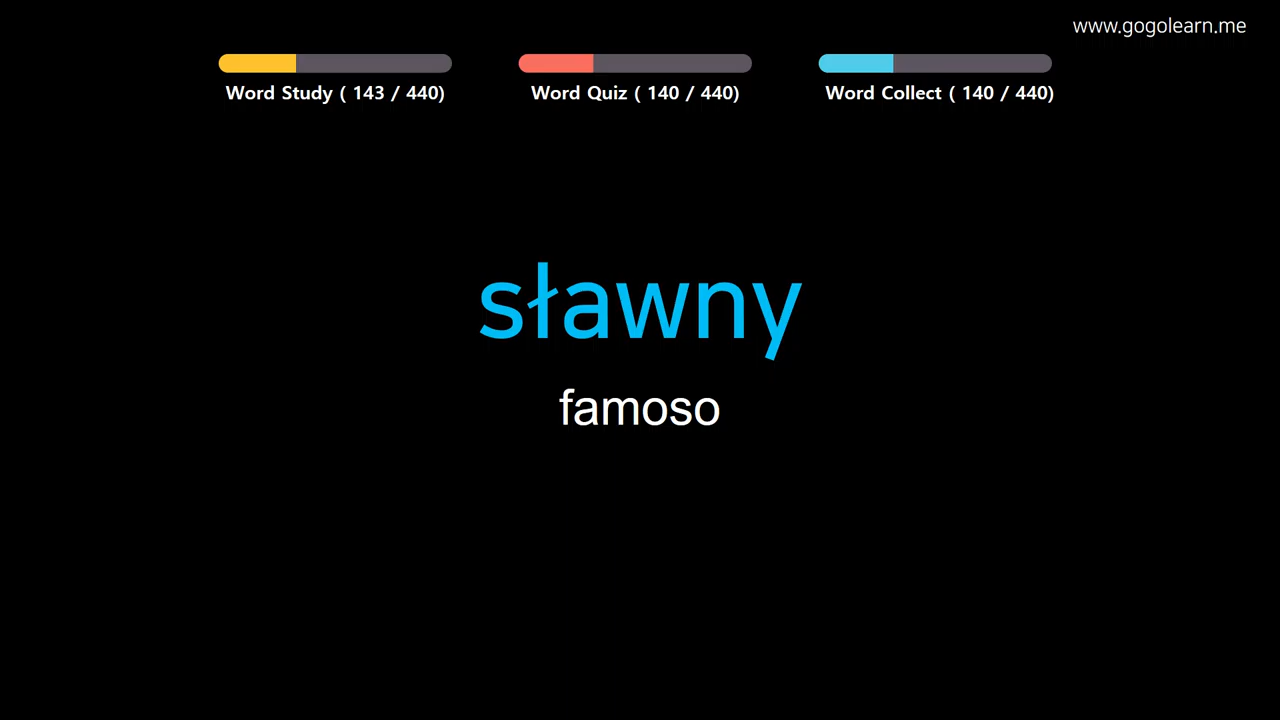 www.gogolearn.me
Word Study ( 143 / 440)
Word Quiz ( 140 / 440)
Word Collect ( 140 / 440)
sławny
famoso